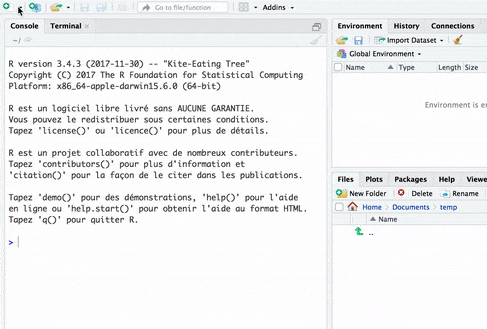 Go to file/function
Addins
Console
Terminal
~/
R version 3.4.3 (2017-11-30) -- "Kite-Eating Tree"
Copyright (C) 2017 The R Foundation for Statistical Computing
Platform: x86_64-apple-darwin15.6.0 (64-bit)
R est un logiciel libre livré sans AUCUNE GARANTIE.
Vous pouvez le redistribuer sous certaines conditions.
Tapez 'license()' ou 'licence()' pour plus de détails.
R est un projet collaboratif avec de nombreux contributeurs.
Tapez 'contributors()' pour plus d'information et
'citation()' pour la façon de le citer dans les publications.
Tapez 'demo()' pour des démonstrations, 'help()' pour l'aide
en ligne ou 'help.start()' pour obtenir l'aide au format HTML.
Tapez 'q()' pour quitter R.
>
Environment
History
Connections
Import Dataset
Global Environment
Name
Type
Length
Size
Environment is e
Files
Plots
Packages
Help
Viewe
New Folder
Delete
Rename
Home
Documents
temp
Name
..